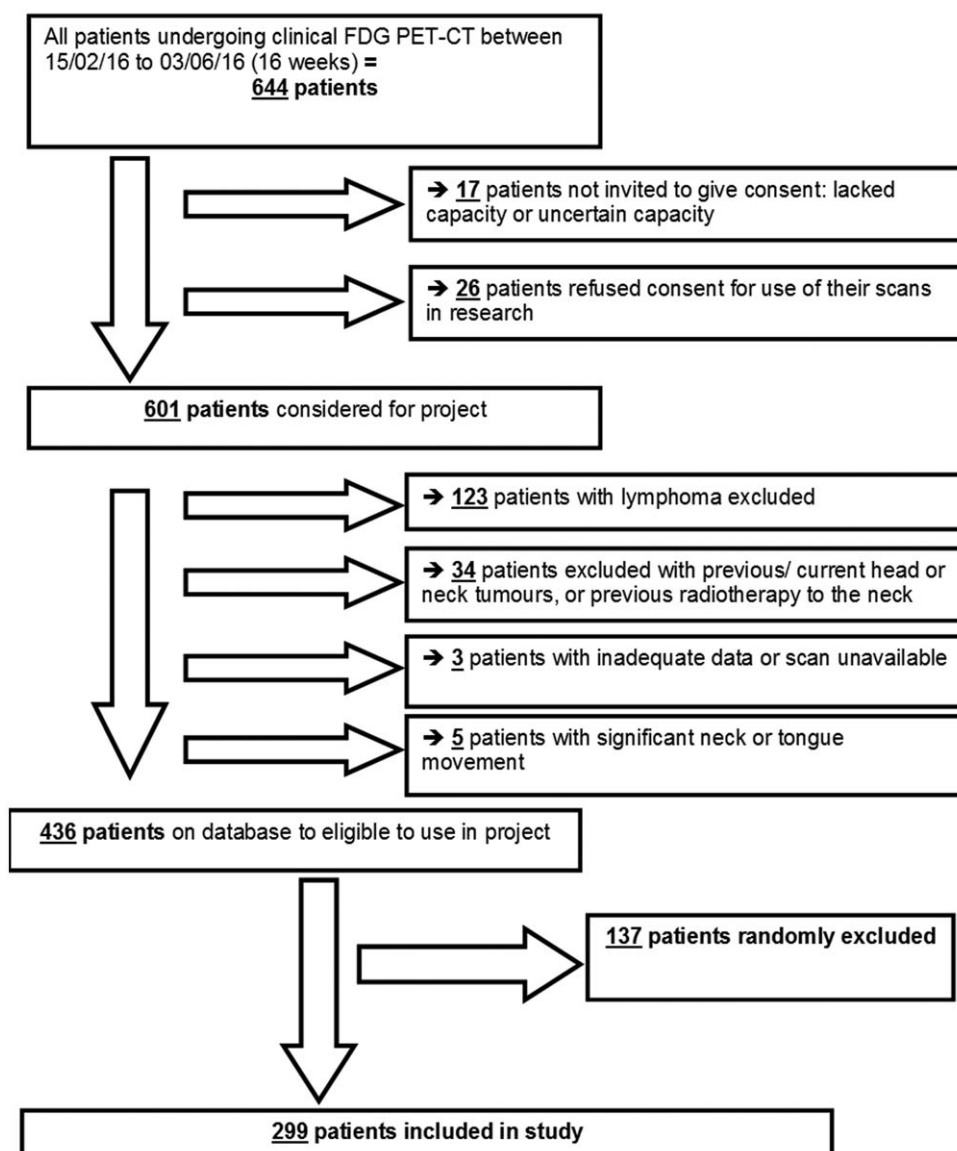 All patients undergoing clinical FDG PET-CT between
15/02/16 to 03/06/16 (16 weeks) =
644 patients
➔ 17 patients not invited to give consent: lacked
capacity or uncertain capacity
➔ 26 patients refused consent for use of their scans
in research
601 patients considered for project
➔ 123 patients with lymphoma excluded
➔ 34 patients excluded with previous/ current head or
neck tumours, or previous radiotherapy to the neck
➔ 3 patients with inadequate data or scan unavailable
➔ 5 patients with significant neck or tongue
movement
436 patients on database to eligible to use in project
137 patients randomly excluded
299 patients included in study